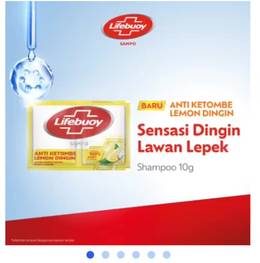 Lifebuoy
SAMPO
BARU
ANTI KETOMBE
LEMON DINGIN
Sensasi Dingin
Lawan Lepek
Shampoo 10g
Lifebuoy
ANTI KETOMBE
LEMON DINGIN